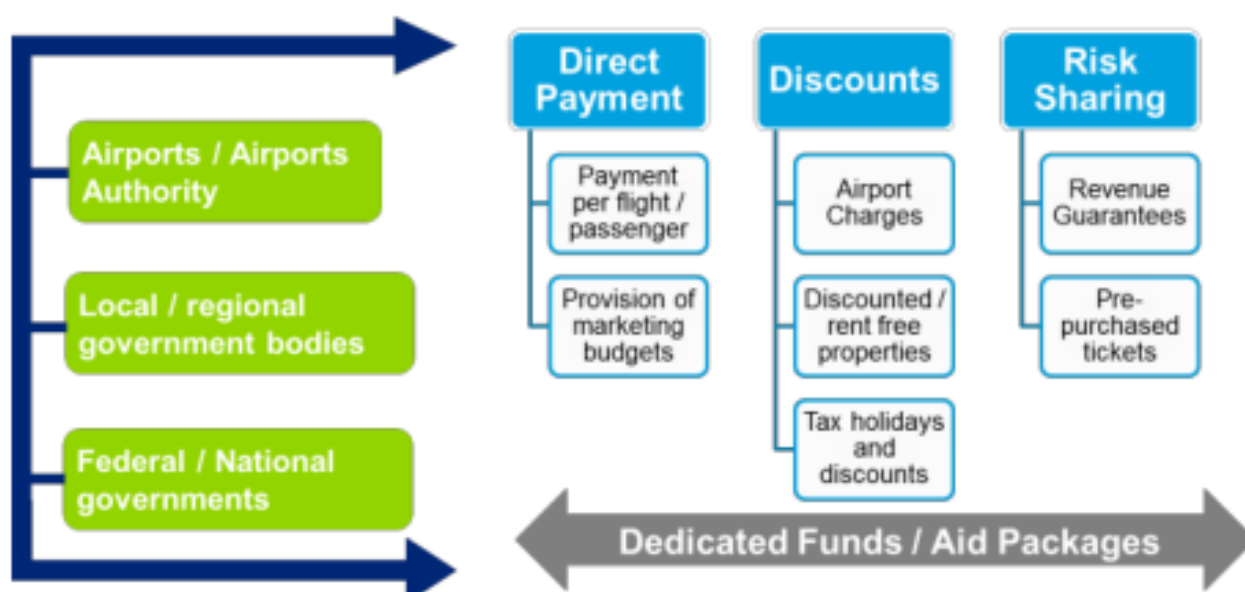 Airports / Airports
Authority
Local / regional
government bodies
Federal / National
governments
Direct
Payment
Payment
per flight /
passenger
Provision of
marketing
budgets
Discounts
Airport
Charges
Discounted /
rent free
properties
Tax holidays
and
discounts
Risk
Sharing
Revenue
Guarantees
Pre-
purchased
tickets
Dedicated Funds / Aid Packages